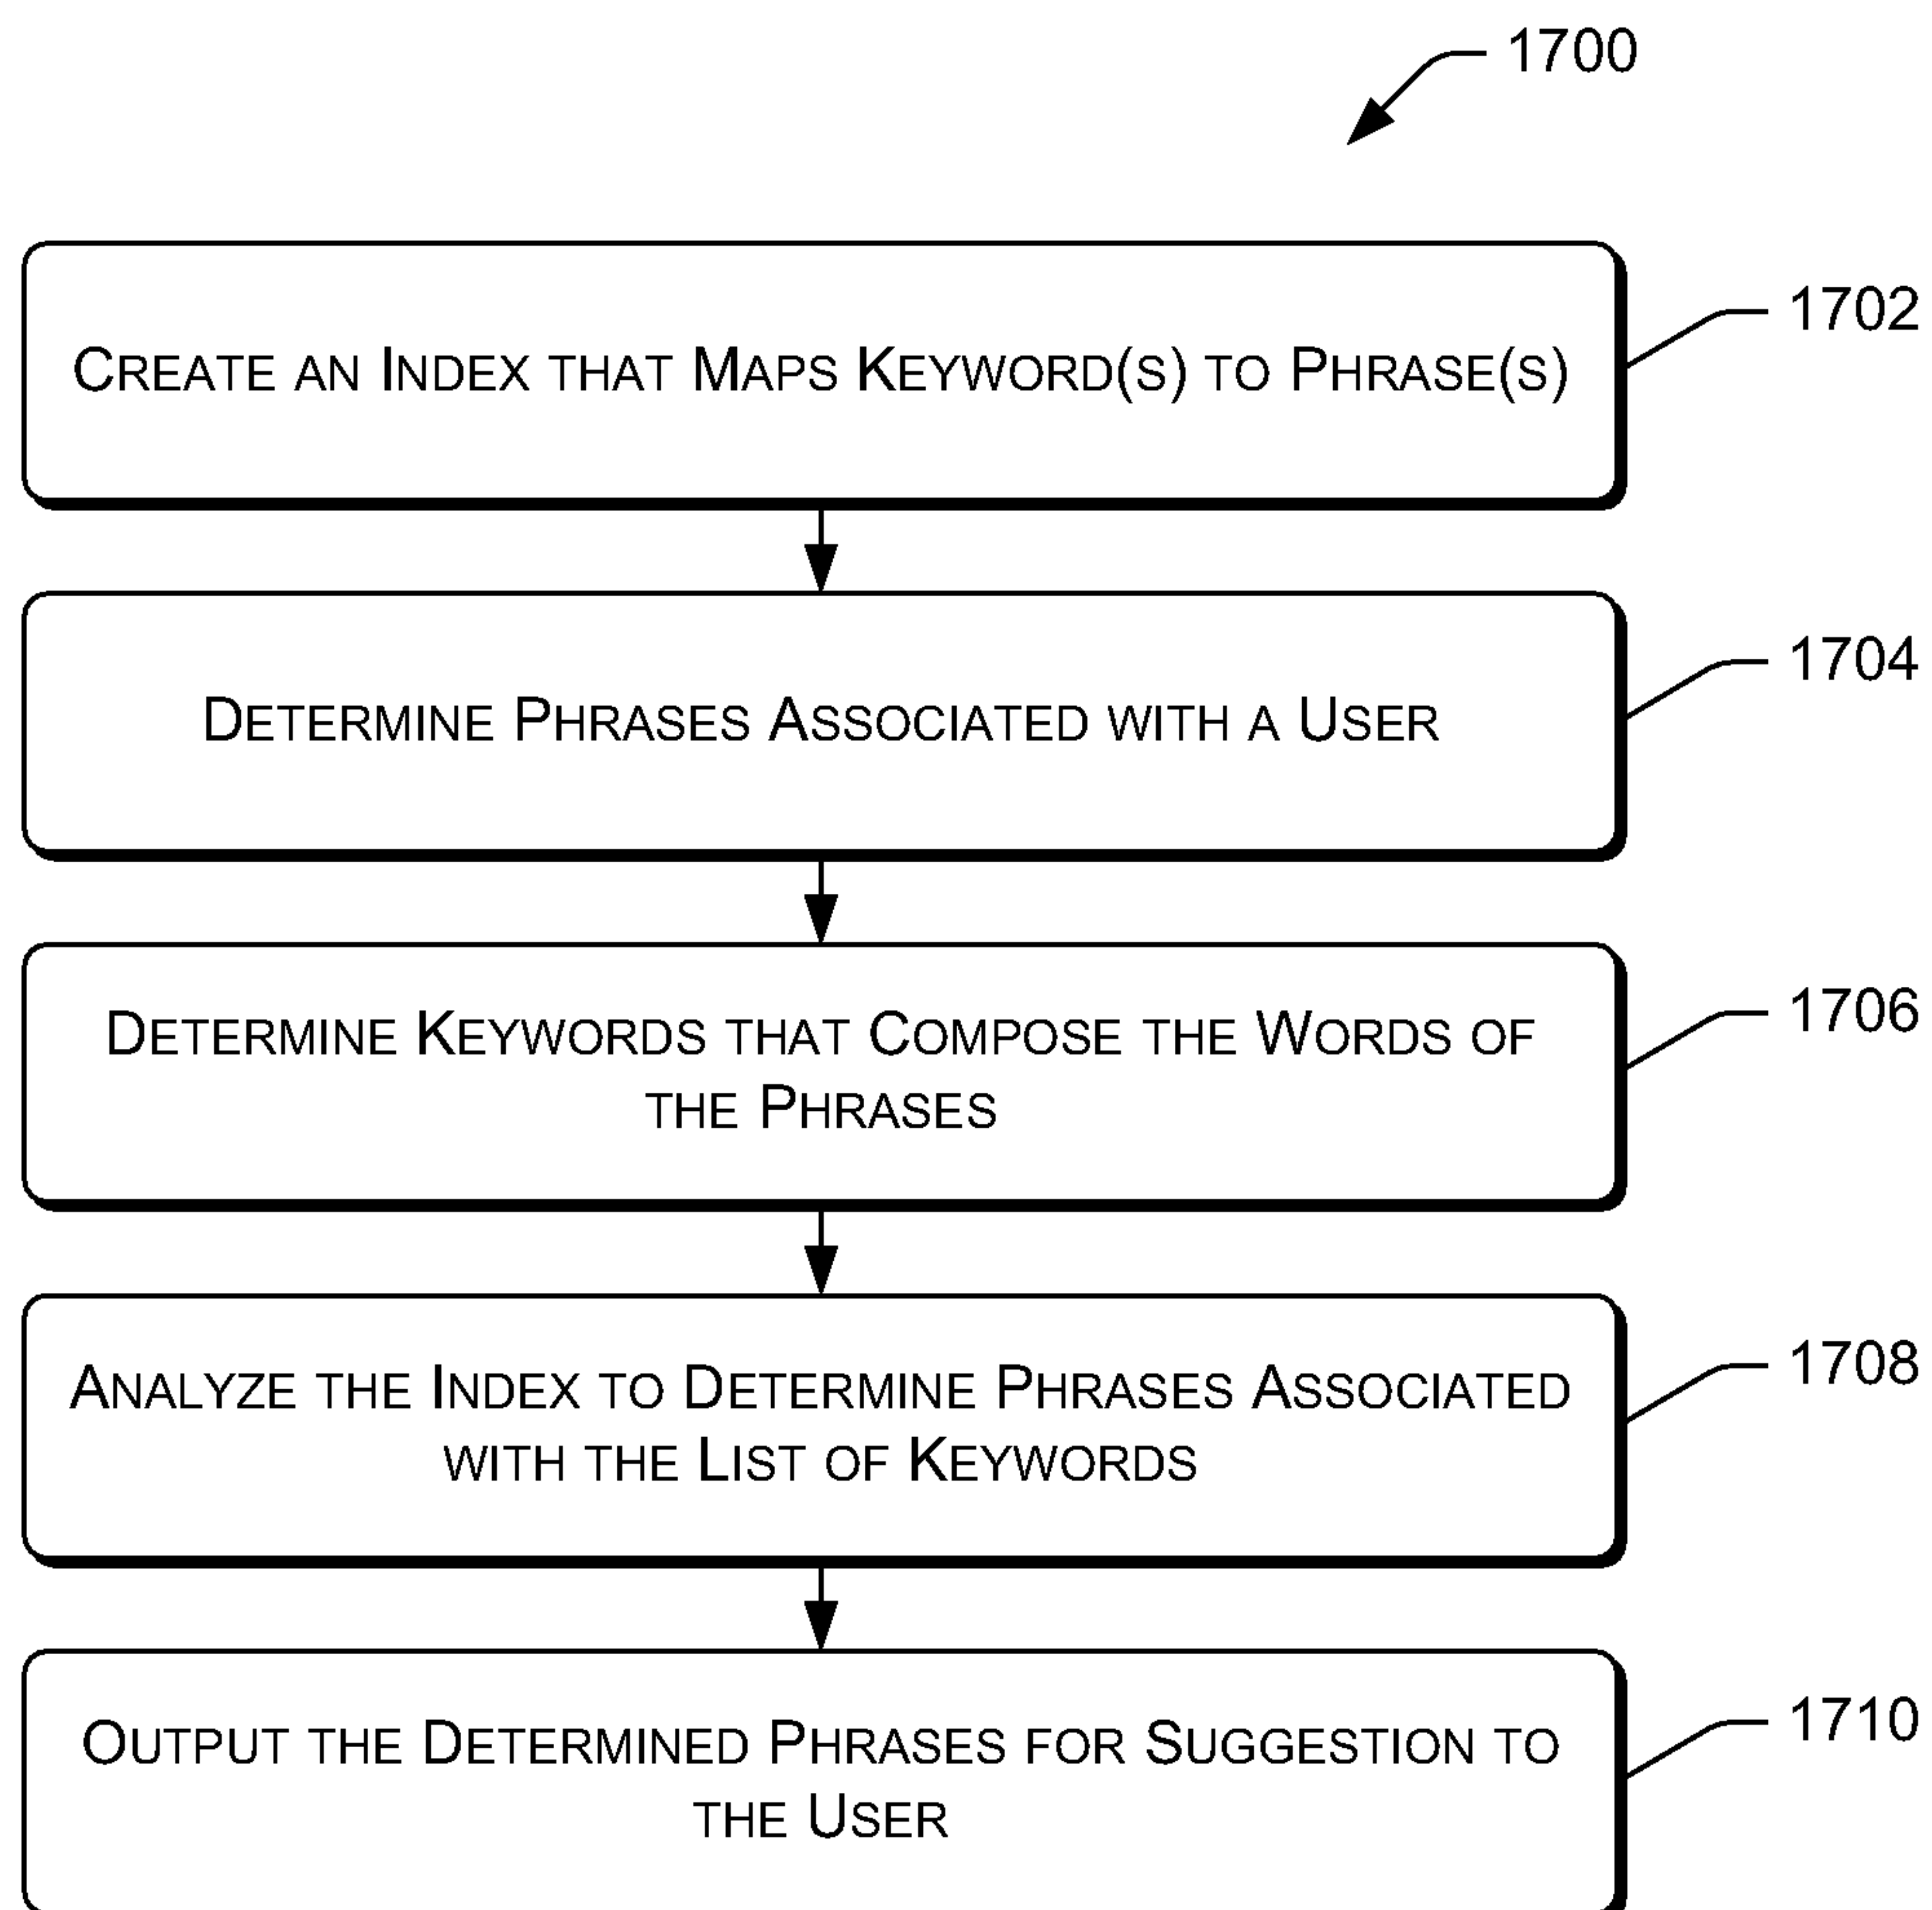 1700
CREATE AN INDEX THAT MAPS KEYWORD(S) TO PHRASE(S)
1702
DETERMINE PHRASES ASSOCIATED WITH A USER
1704
DETERMINE KEYWORDS THAT COMPOSE THE WORDS OF
THE PHRASES
1706
ANALYZE THE INDEX TO DETERMINE PHRASES ASSOCIATED
WITH THE LIST OF KEYWORDS
1708
OUTPUT THE DETERMINED PHRASES FOR SUGGESTION TO
THE USER
1710